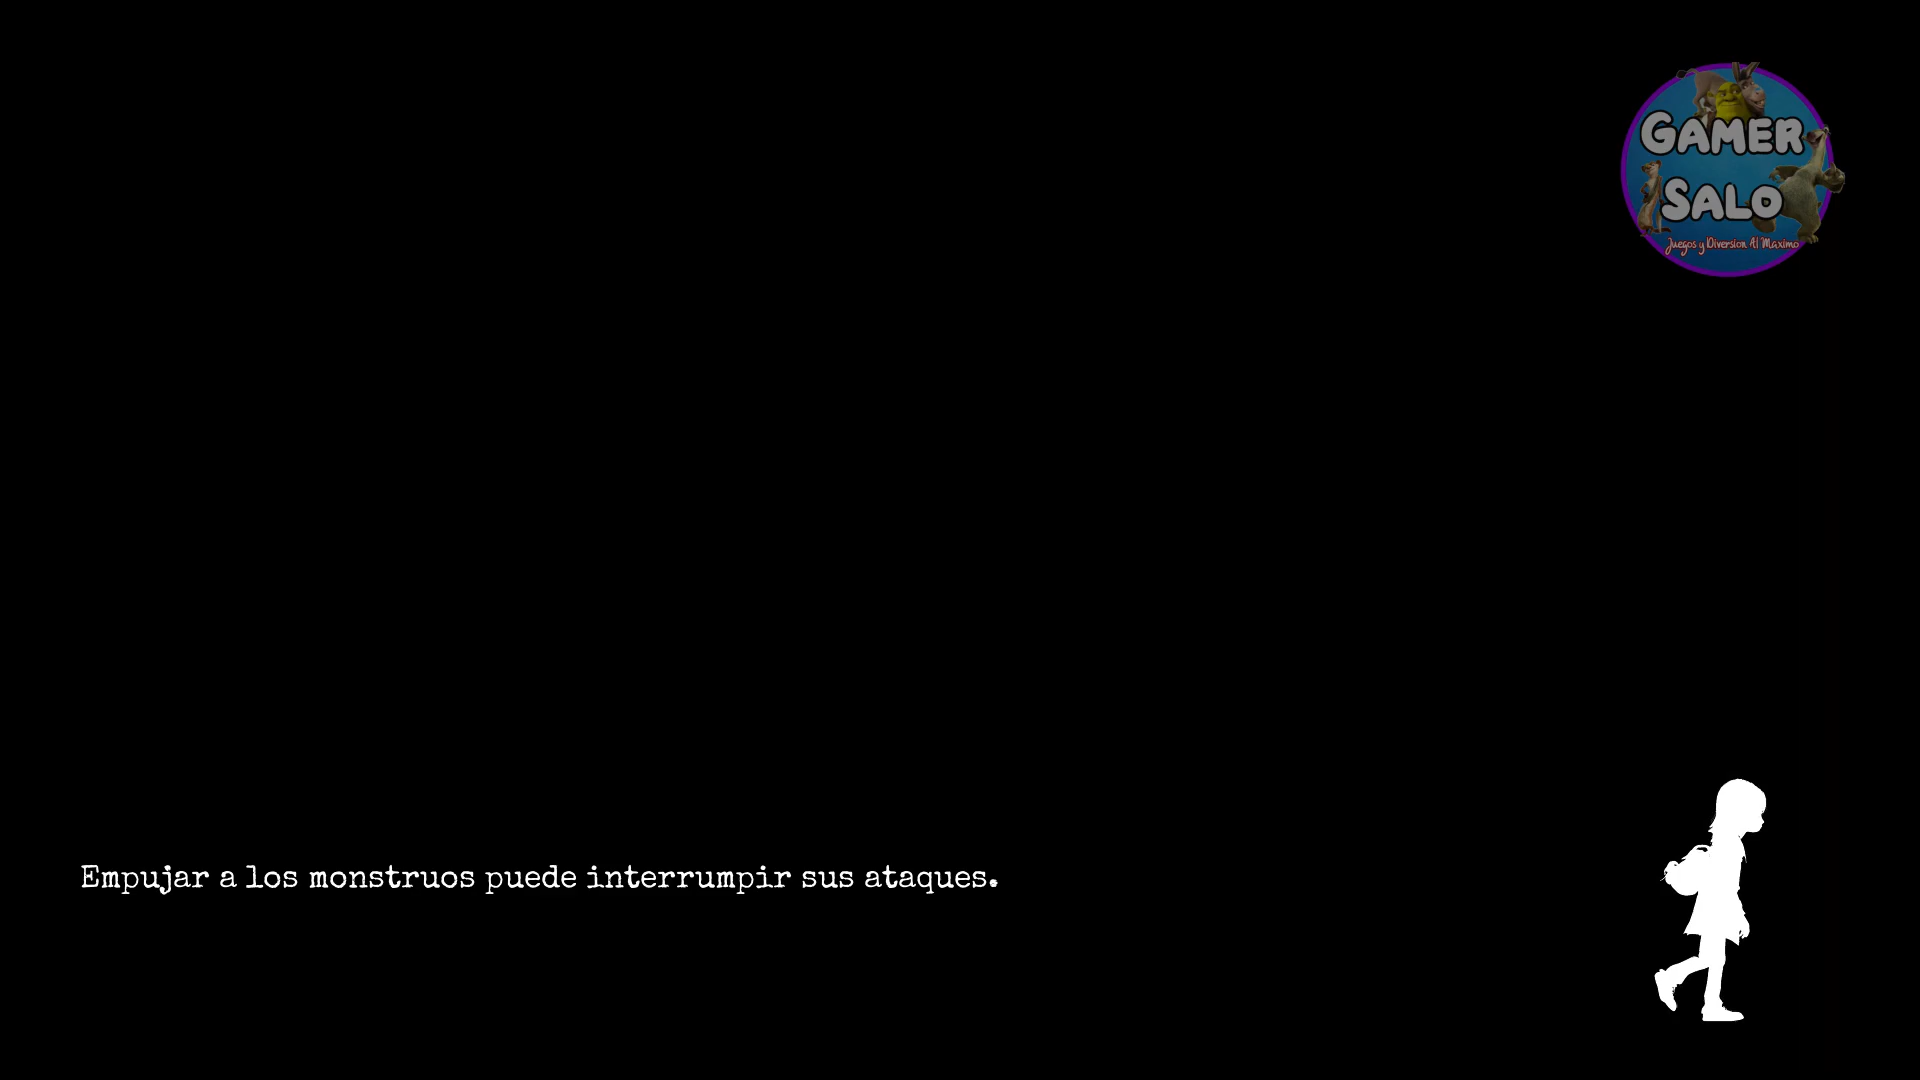 GAMER
SALO
Juegos y Diversion Al Maximo
Empujar a los monstruos puede interrumpir sus ataques.